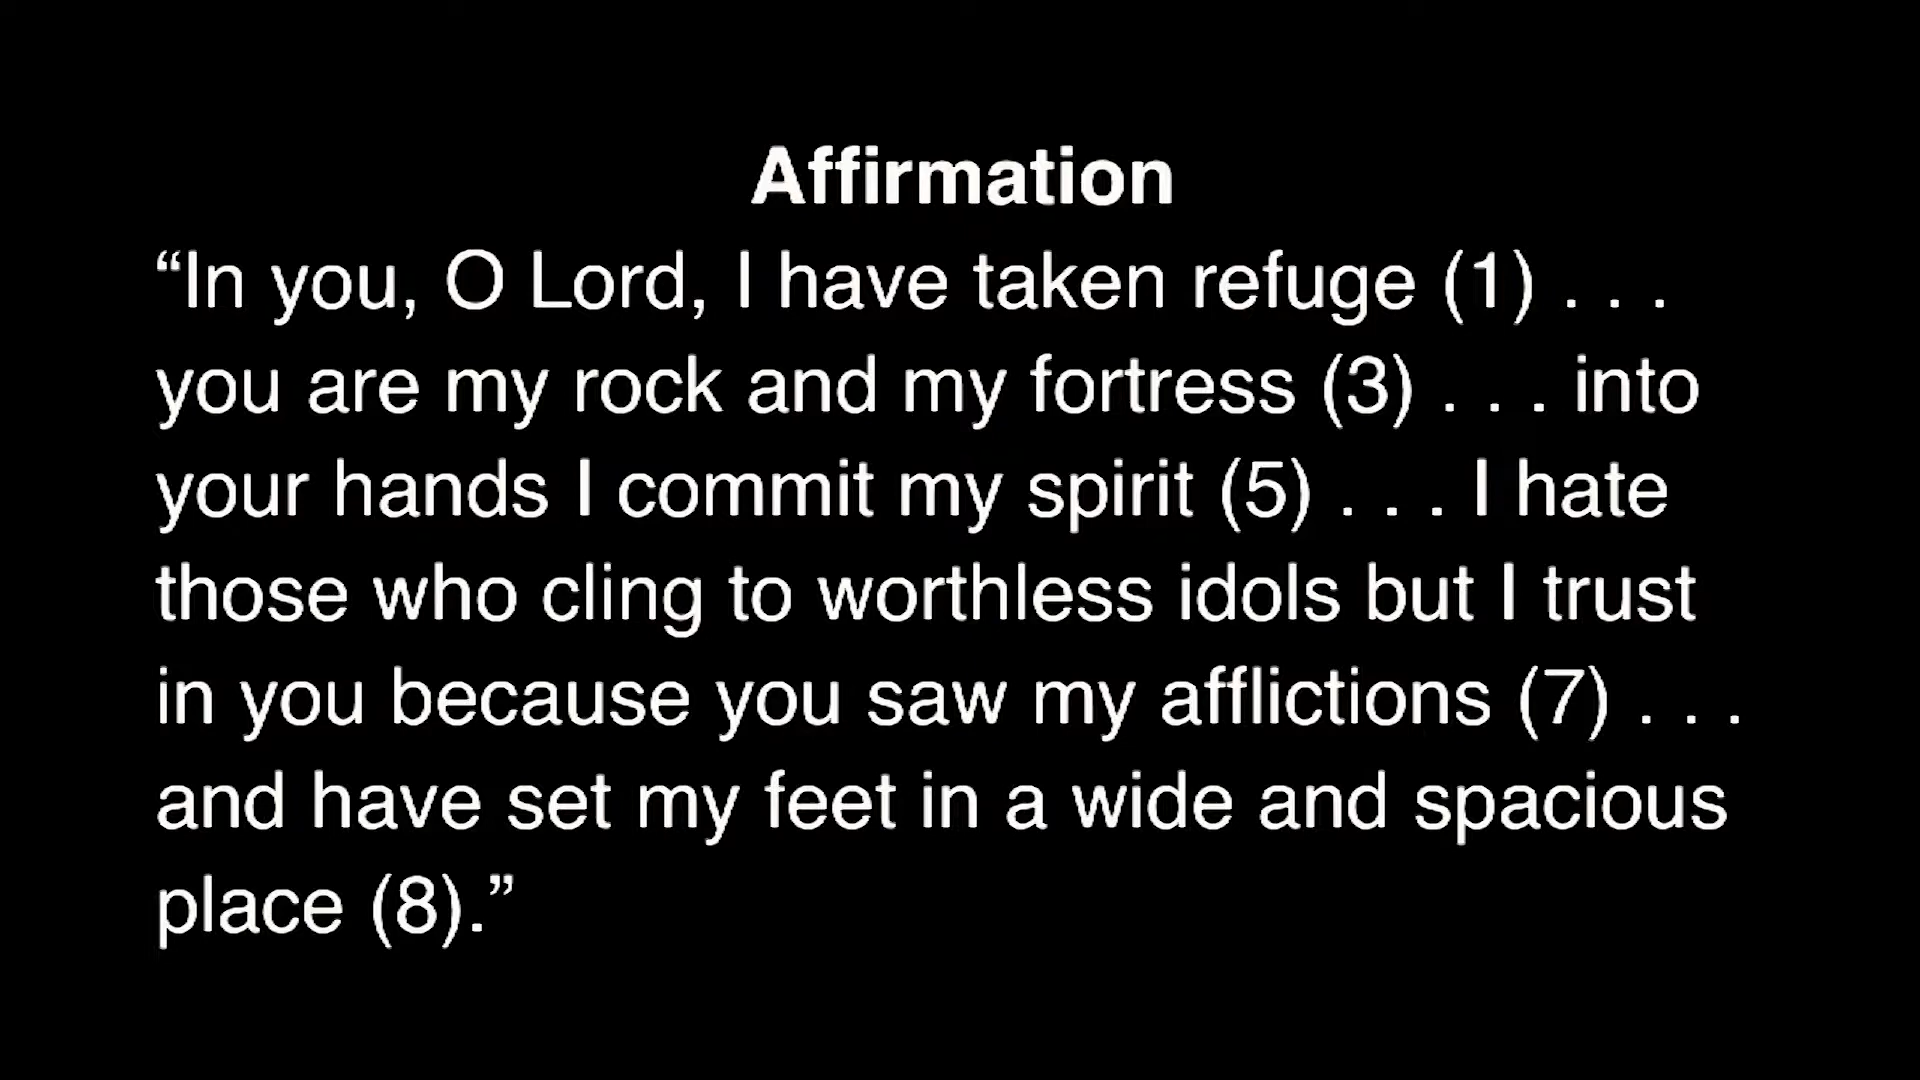 Affirmation
“In you, O Lord, I have taken refuge (1) . . .
you are my rock and my fortress (3) . . . into
your hands I commit my spirit (5) . . . I hate
those who cling to worthless idols but I trust
in you because you saw my afflictions (7) . . .
and have set my feet in a wide and spacious
place (8).”